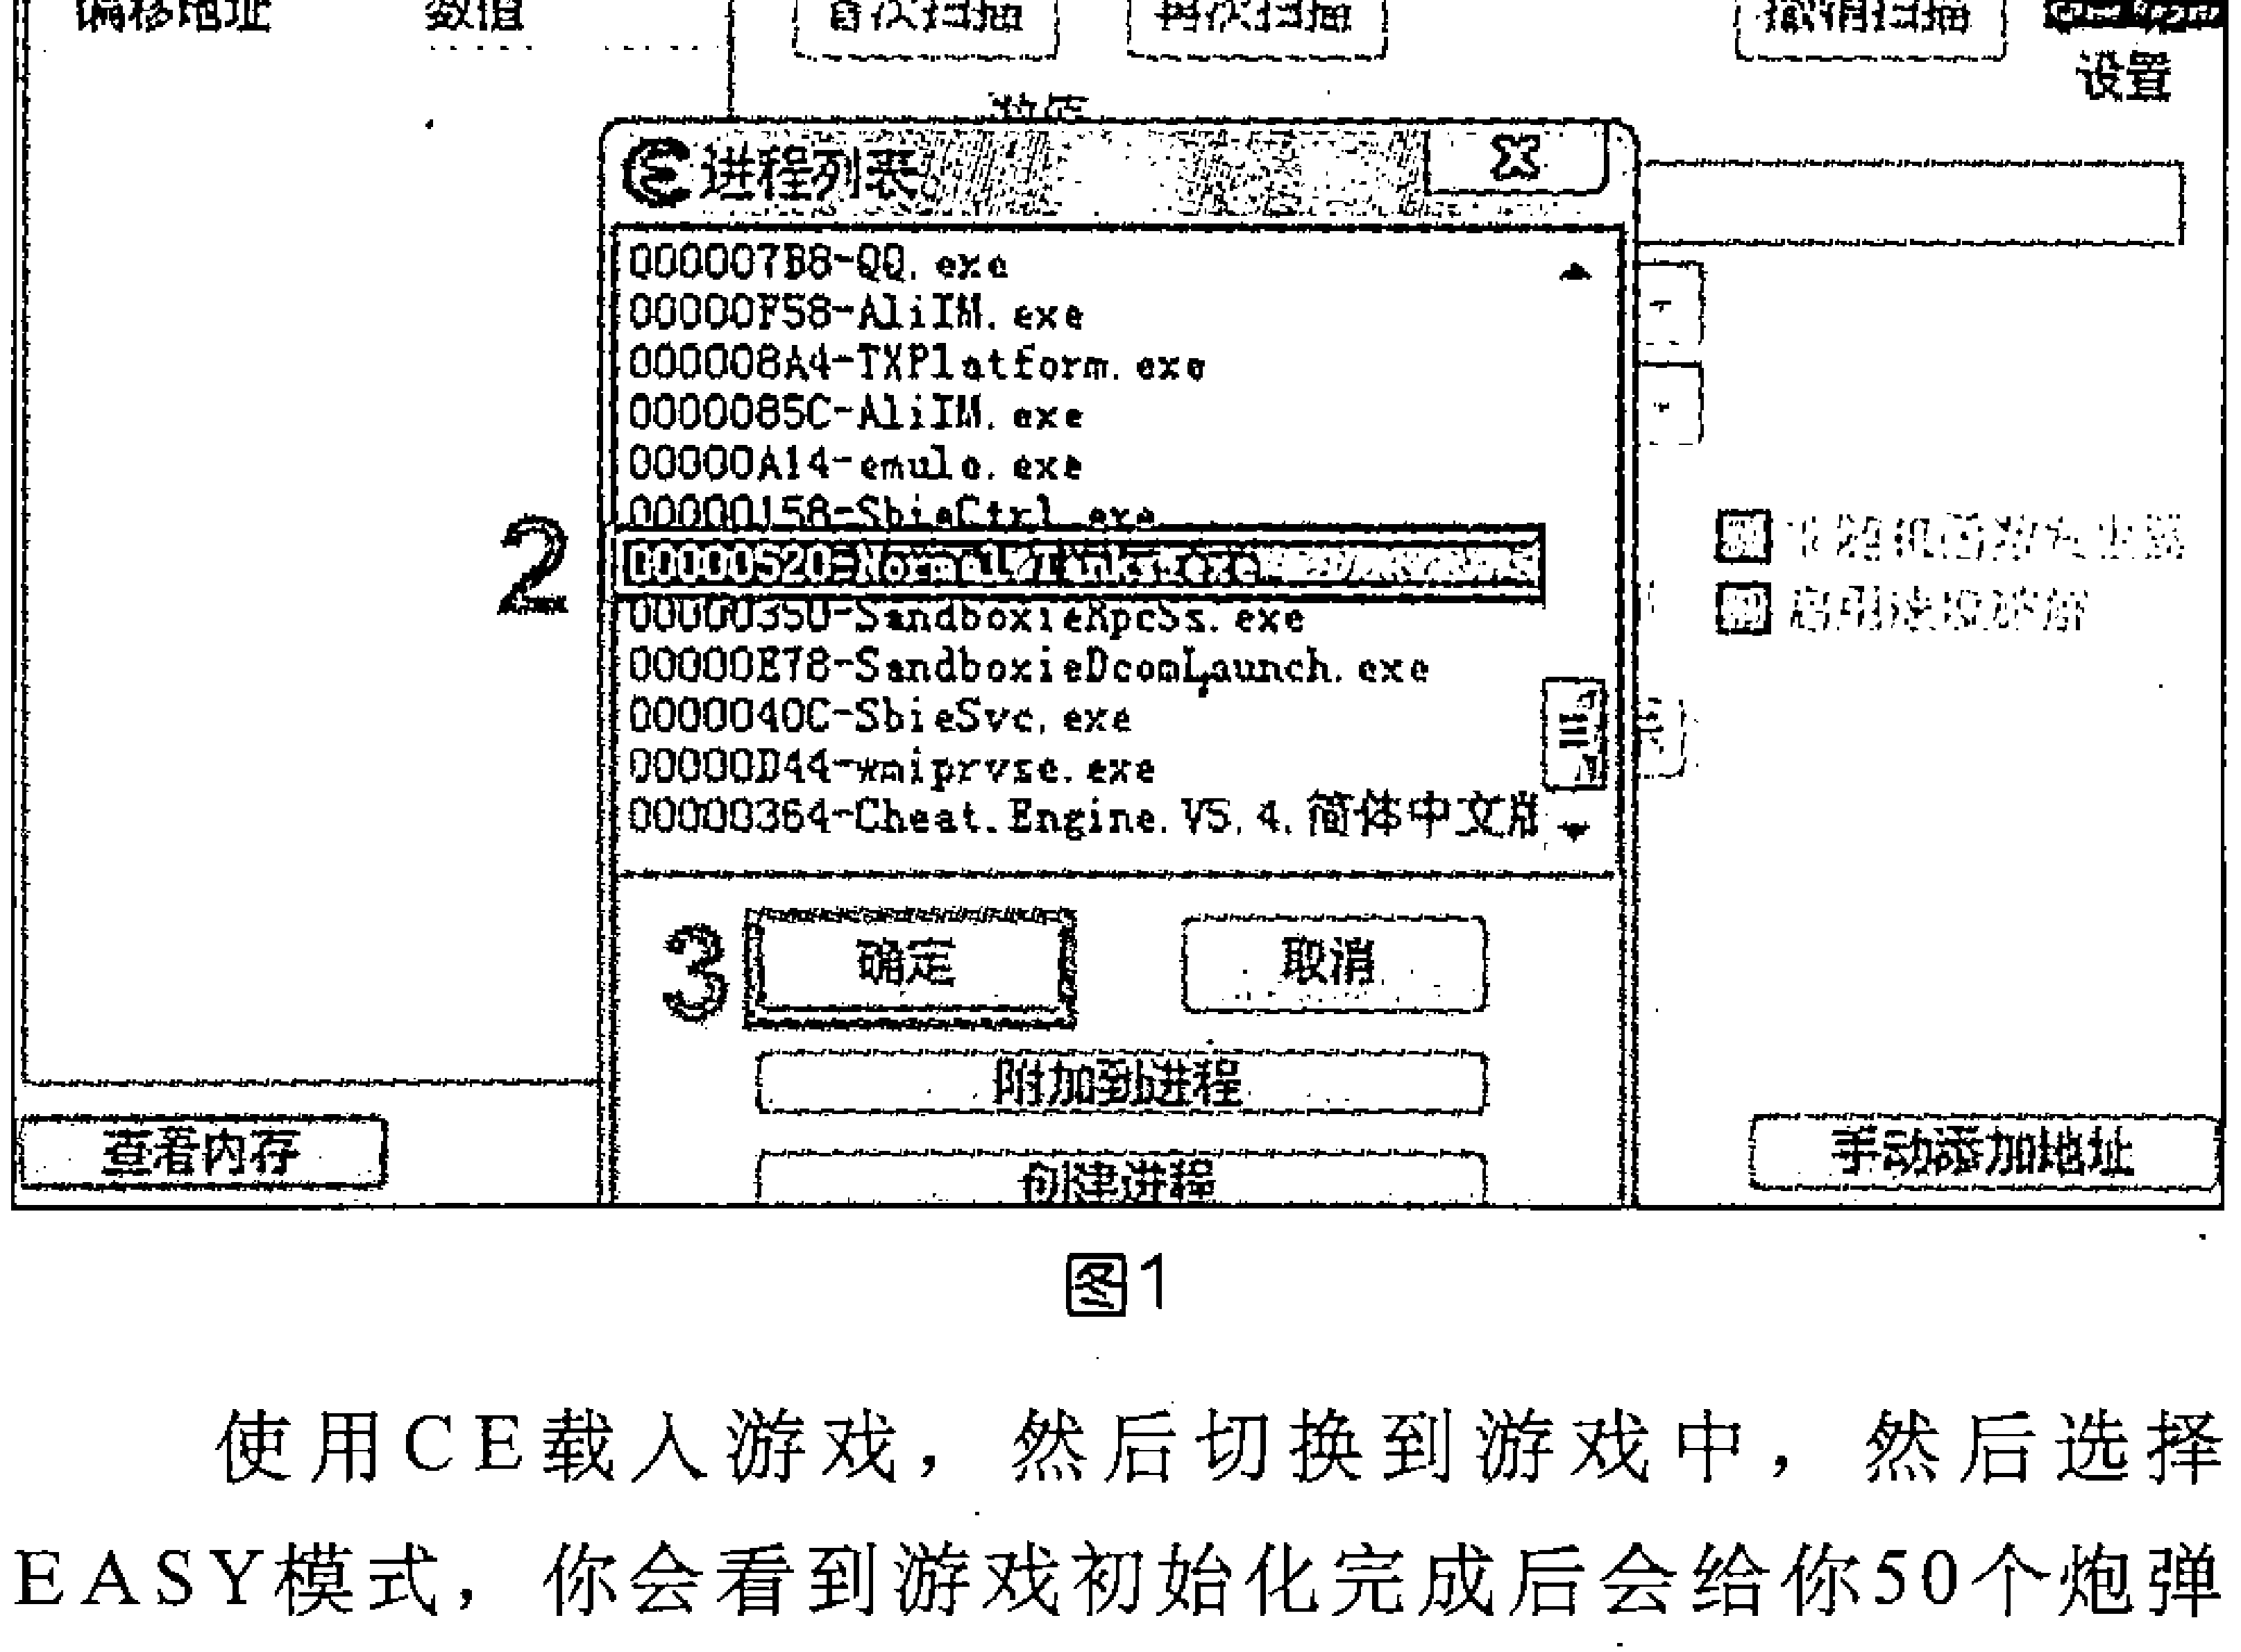 偏移地址 数值 首次扫描 再次扫描 撤消扫描
设置
数值
进程列表
000007B8-QQ.exe
00000F58-AliIM.exe
000008A4-TXPlatform.exe
0000085C-AliIM.exe
00000A14-emule.exe
00000158-SbieCtrl.exe
2
00000520-NormalTanks.exe
00000350-SandboxieRpcSs.exe
00000E78-SandboxieDcomLaunch.exe
0000040C-SbieSvc.exe
00000D44-wmiprvse.exe
00000364-Cheat.Engine.V5.4.简体中文版
3 确定 取消
附加到进程
查看内存 手动添加地址
创建进程
图1
使用CE载入游戏，然后切换到游戏中，然后选择
EASY模式，你会看到游戏初始化完成后会给你50个炮弹